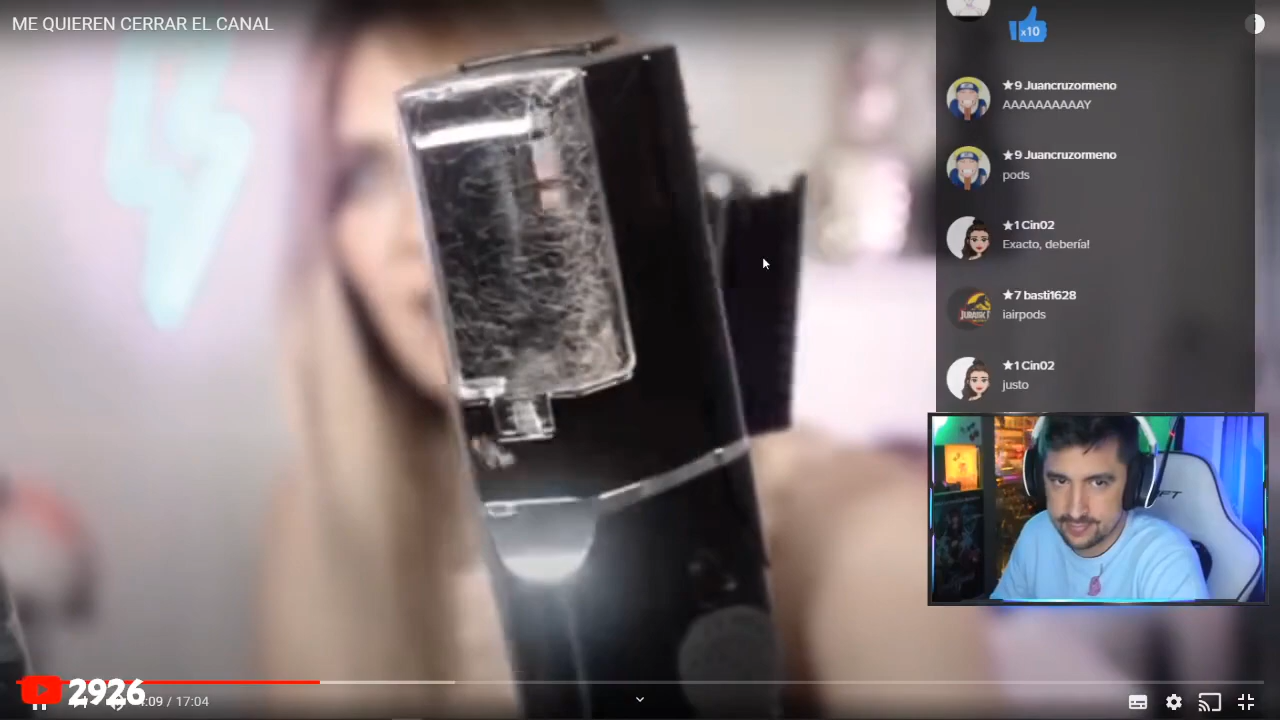 ME QUIEREN CERRAR EL CANAL
x10
★9 Juancruzormeno
AAAAAAAAAAY
★9 Juancruzormeno
pods
★1 Cin02
Exacto, debería!
★7 basti1628
iairpods
★1 Cin02
justo
2926
:09 / 17:04